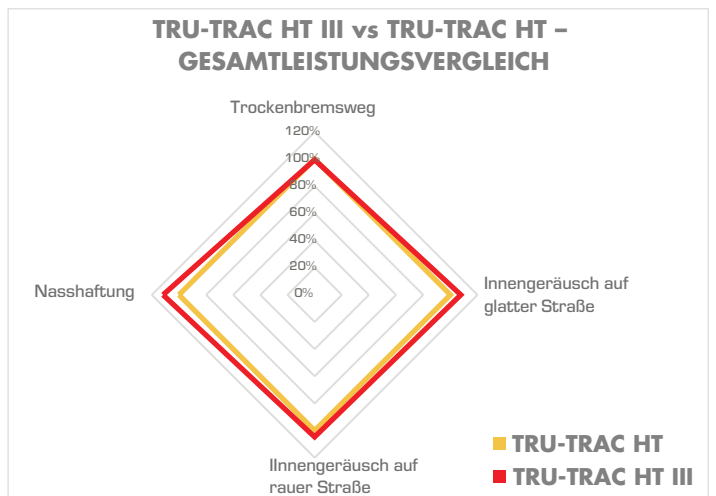 TRU-TRAC HT III vs TRU-TRAC HT –
GESAMTLEISTUNGSVERGLEICH
Trockenbremsweg
120%
100%
80%
60%
40%
20%
0%
Nasshaftung
Innengeräusch auf
glatter Straße
IInnengeräusch auf
rauer Straße
TRU-TRAC HT
TRU-TRAC HT III